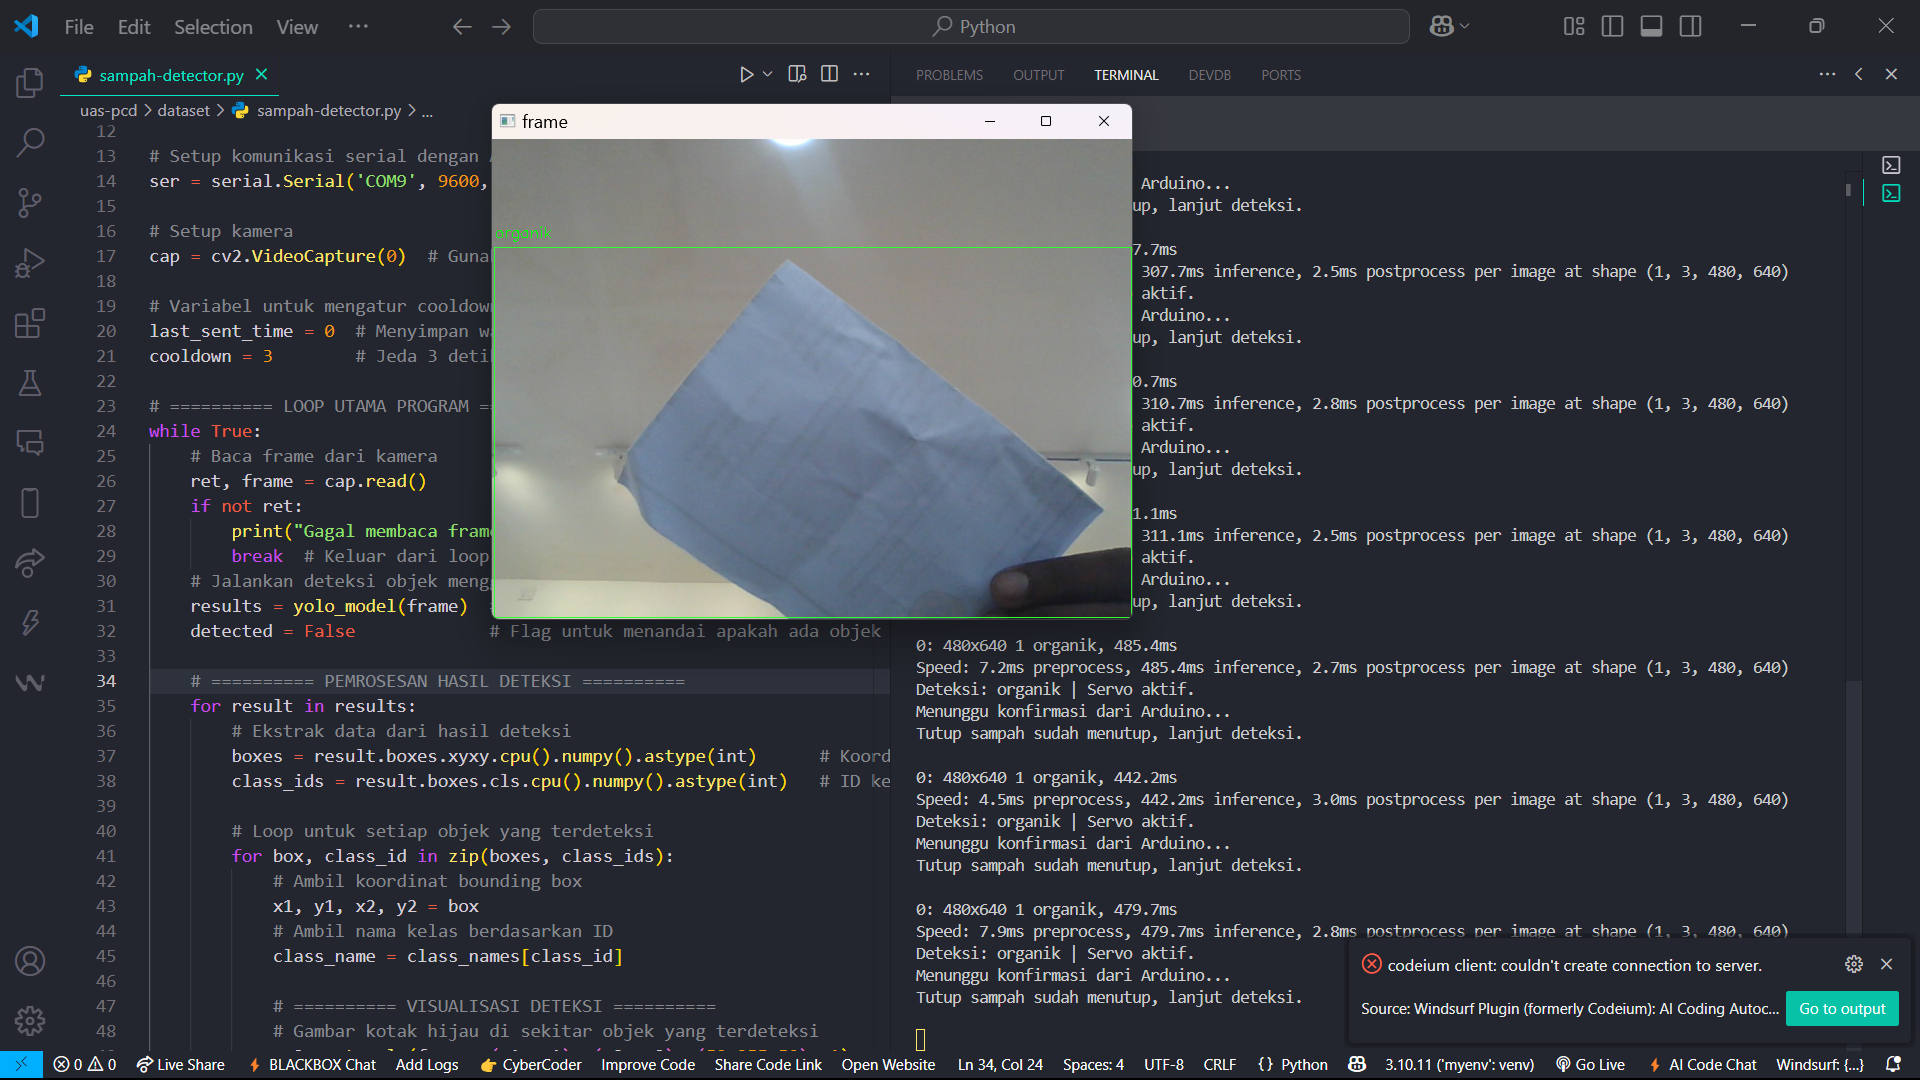 File Edit Selection View ···
Python
sampah-detector.py
PROBLEMS OUTPUT TERMINAL DEVDB PORTS
uas-pcd > dataset > sampah-detector.py > ...
12
13 # Setup komunikasi serial dengan
14 ser = serial.Serial('COM9', 9600,
15
16 # Setup kamera
17 cap = cv2.VideoCapture(0) # Guna
18
19 # Variabel untuk mengatur cooldown
20 last_sent_time = 0 # Menyimpan
21 cooldown = 3 # Jeda 3 deti
22
23 # ========== LOOP UTAMA PROGRAM =
24 while True:
25 # Baca frame dari kamera
26 ret, frame = cap.read()
27 if not ret:
28 print("Gagal membaca fram
29 break # Keluar dari loop
30 # Jalankan deteksi objek meng
31 results = yolo_model(frame)
32 detected = False # Flag untuk menandai apakah ada objek
33
34 # ========== PEMROSESAN HASIL DETEKSI ==========
35 for result in results:
36 # Ekstrak data dari hasil deteksi
37 boxes = result.boxes.xyxy.cpu().numpy().astype(int) # Koord
38 class_ids = result.boxes.cls.cpu().numpy().astype(int) # ID ke
39
40 # Loop untuk setiap objek yang terdeteksi
41 for box, class_id in zip(boxes, class_ids):
42 # Ambil koordinat bounding box
43 x1, y1, x2, y2 = box
44 # Ambil nama kelas berdasarkan ID
45 class_name = class_names[class_id]
46
47 # ========== VISUALISASI DETEKSI ==========
48 # Gambar kotak hijau di sekitar objek yang terdeteksi
frame
organik
Arduino...
up, lanjut deteksi.
7.7ms
307.7ms inference, 2.5ms postprocess per image at shape (1, 3, 480, 640)
aktif.
Arduino...
up, lanjut deteksi.
0.7ms
310.7ms inference, 2.8ms postprocess per image at shape (1, 3, 480, 640)
aktif.
Arduino...
up, lanjut deteksi.
1.1ms
311.1ms inference, 2.5ms postprocess per image at shape (1, 3, 480, 640)
aktif.
Arduino...
up, lanjut deteksi.
0: 480x640 1 organik, 485.4ms
Speed: 7.2ms preprocess, 485.4ms inference, 2.7ms postprocess per image at shape (1, 3, 480, 640)
Deteksi: organik | Servo aktif.
Menunggu konfirmasi dari Arduino...
Tutup sampah sudah menutup, lanjut deteksi.
0: 480x640 1 organik, 442.2ms
Speed: 4.5ms preprocess, 442.2ms inference, 3.0ms postprocess per image at shape (1, 3, 480, 640)
Deteksi: organik | Servo aktif.
Menunggu konfirmasi dari Arduino...
Tutup sampah sudah menutup, lanjut deteksi.
0: 480x640 1 organik, 479.7ms
Speed: 7.9ms preprocess, 479.7ms inference, 2.8ms postprocess per image at shape (1, 3, 480, 640)
Deteksi: organik | Servo aktif.
Menunggu konfirmasi dari Arduino...
Tutup sampah sudah menutup, lanjut deteksi.
codeium client: couldn't create connection to server.
Source: Windsurf Plugin (formerly Codeium): AI Coding Autoc... Go to output
0 0 Live Share BLACKBOX Chat Add Logs CyberCoder Improve Code Share Code Link Open Website Ln 34, Col 24 Spaces: 4 UTF-8 CRLF {} Python 3.10.11 ('myenv': venv) Go Live AI Code Chat Windsurf: {...}